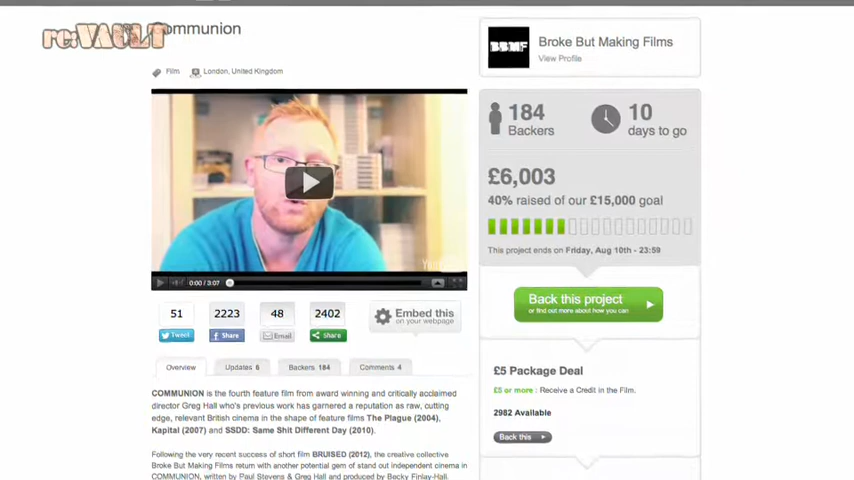 re:VAULT
ommunion
Film
London, United Kingdom
0:00 / 3:07
51
2223
48
2402
Tweet
Share
Email
Share
Embed this
on your webpage
Overview
Updates 6
Backers 184
Comments 4
COMMUNION is the fourth feature film from award winning and critically acclaimed
director Greg Hall who's previous work has garnered a reputation as raw, cutting
edge, relevant British cinema in the shape of feature films The Plague (2004),
Kapital (2007) and SSDD: Same Shit Different Day (2010).
Following the very recent success of short film BRUISED (2012), the creative collective
Broke But Making Films return with another potential gem of stand out independent cinema in
COMMUNION, written by Paul Stevens & Greg Hall and produced by Becky Finlay-Hall.
BBMF
Broke But Making Films
View Profile
184
Backers
10
days to go
£6,003
40% raised of our £15,000 goal
This project ends on Friday, Aug 10th - 23:59
Back this project
or find out more about how you can
£5 Package Deal
£5 or more : Receive a Credit in the Film.
2982 Available
Back this